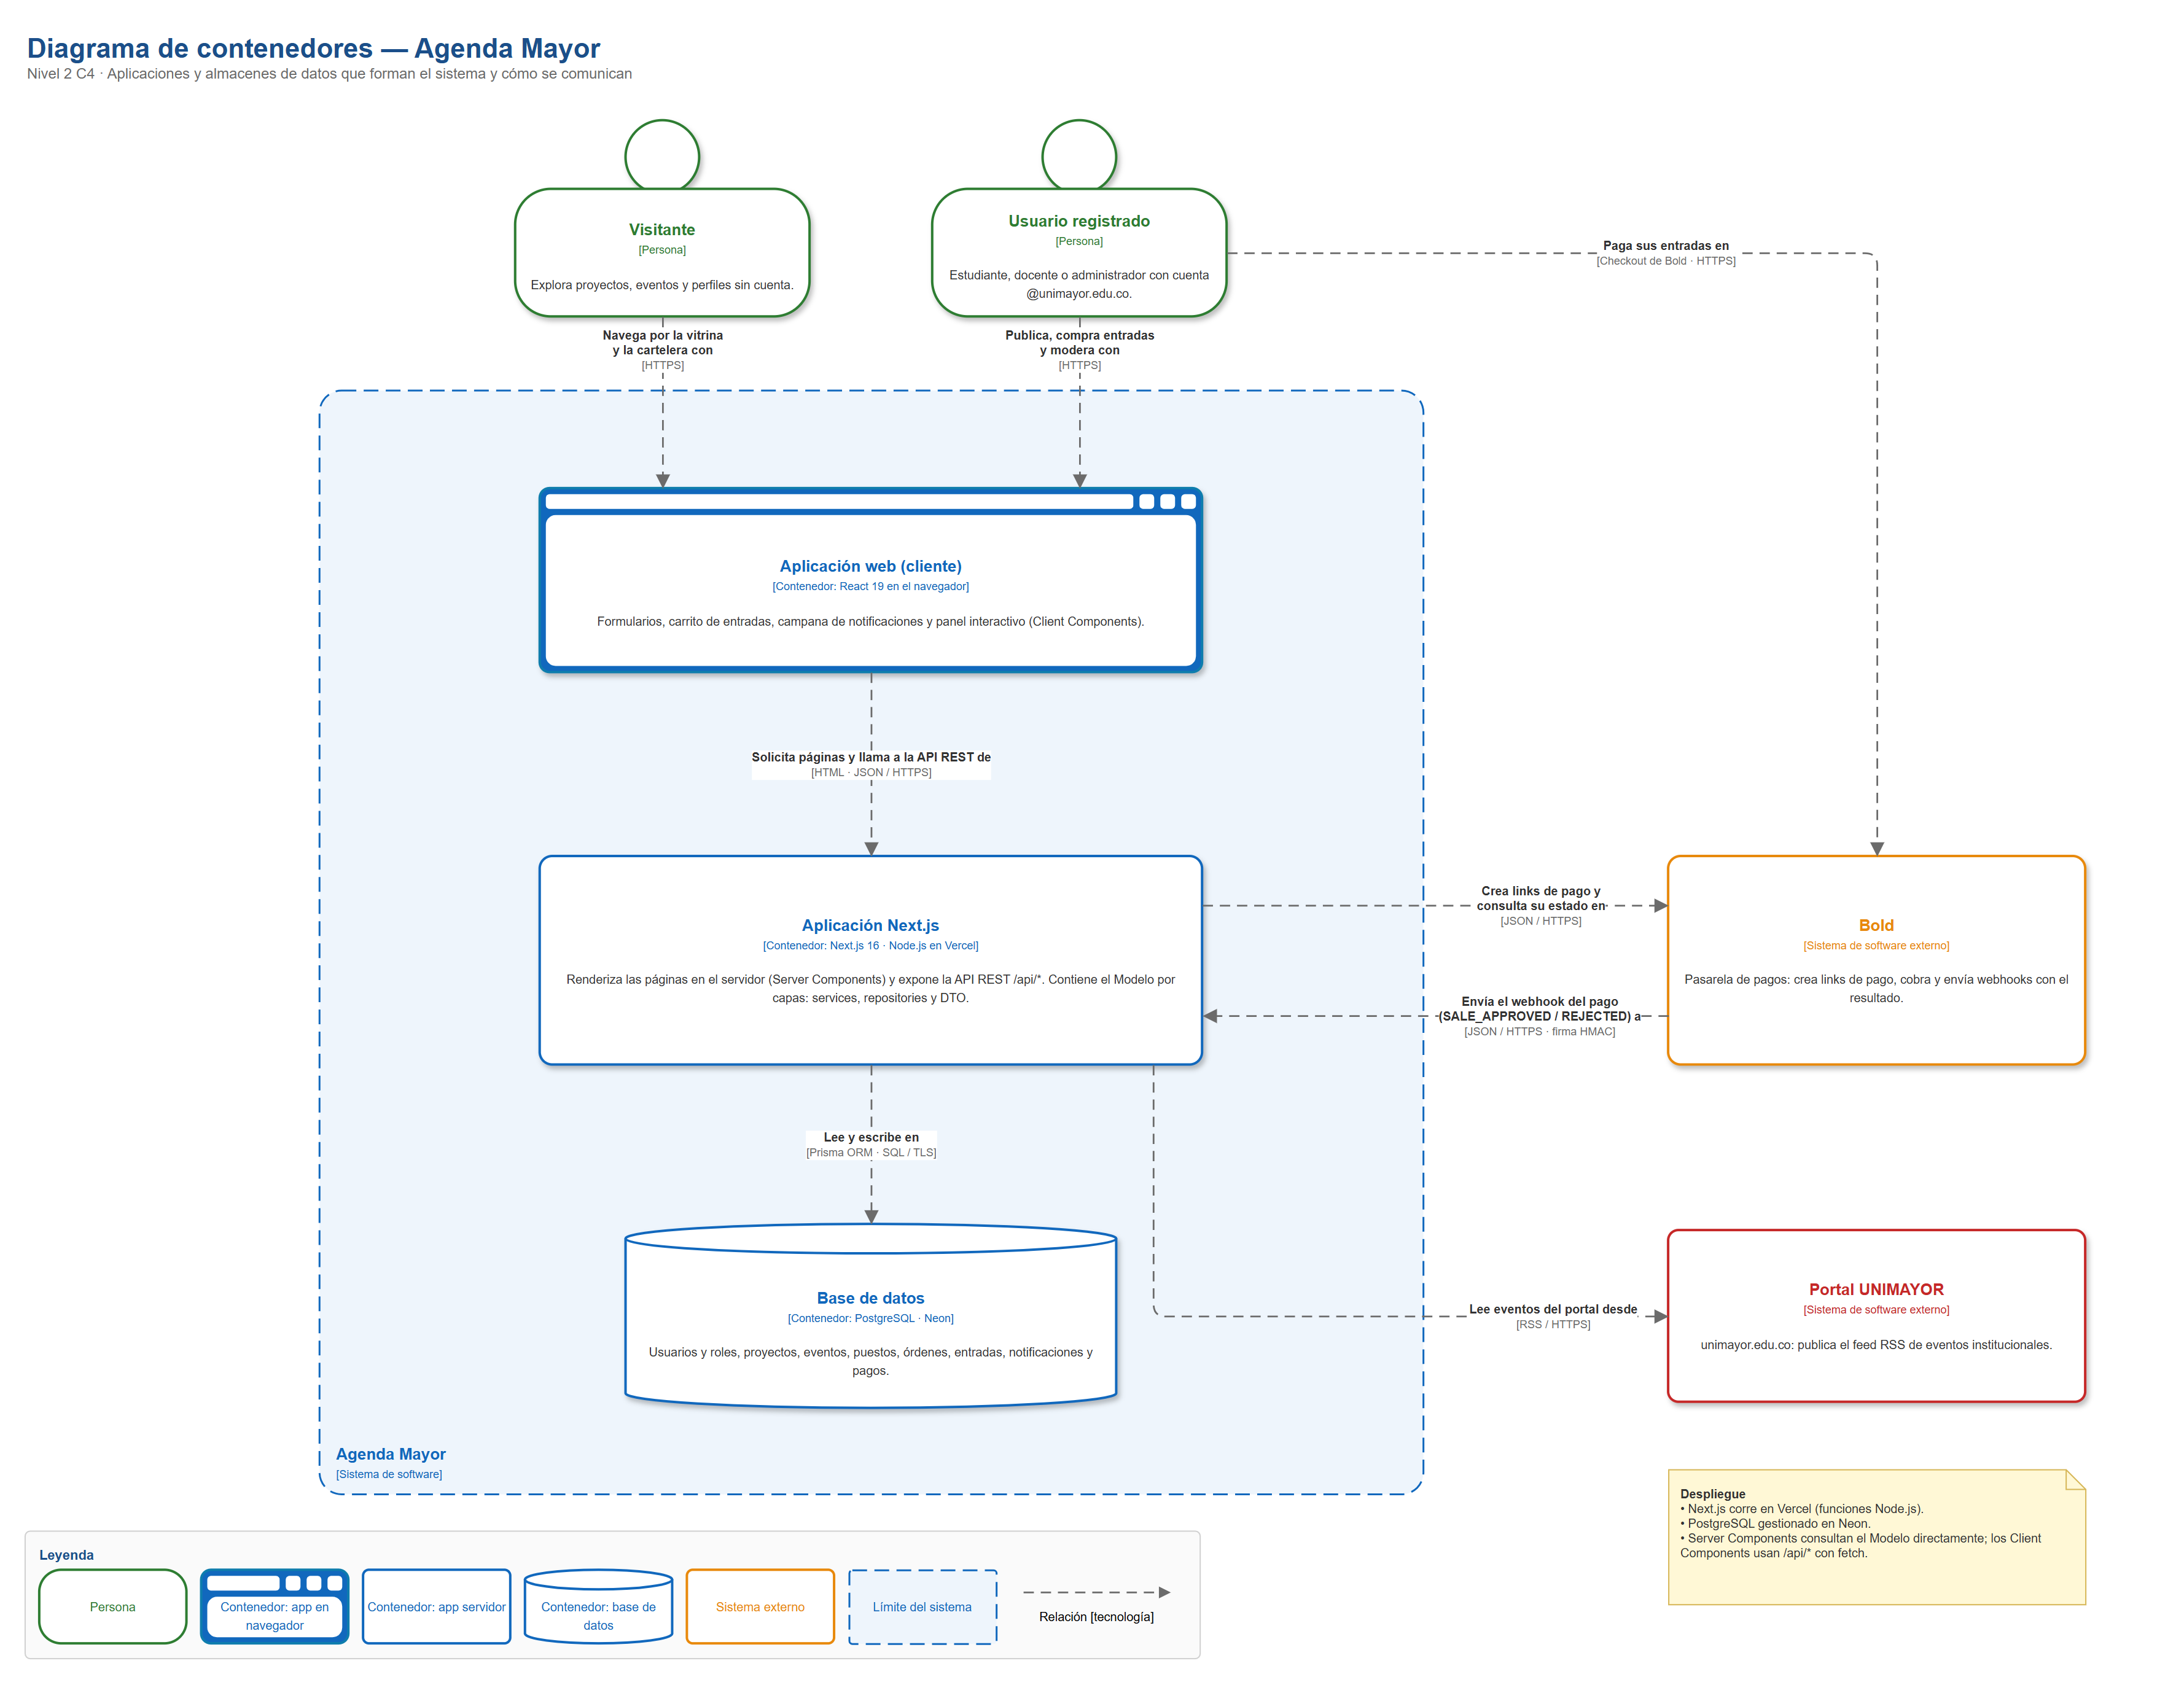 Diagrama de contenedores — Agenda Mayor
Nivel 2 C4 · Aplicaciones y almacenes de datos que forman el sistema y cómo se comunican
Visitante
[Persona]
Explora proyectos, eventos y perfiles sin cuenta.
Usuario registrado
[Persona]
Estudiante, docente o administrador con cuenta
@unimayor.edu.co.
Paga sus entradas en
[Checkout de Bold · HTTPS]
Navega por la vitrina
y la cartelera con
[HTTPS]
Publica, compra entradas
y modera con
[HTTPS]
Aplicación web (cliente)
[Contenedor: React 19 en el navegador]
Formularios, carrito de entradas, campana de notificaciones y panel interactivo (Client Components).
Solicita páginas y llama a la API REST de
[HTML · JSON / HTTPS]
Aplicación Next.js
[Contenedor: Next.js 16 · Node.js en Vercel]
Renderiza las páginas en el servidor (Server Components) y expone la API REST /api/*. Contiene el Modelo por
capas: services, repositories y DTO.
Crea links de pago y
consulta su estado en
[JSON / HTTPS]
Envía el webhook del pago
(SALE_APPROVED / REJECTED) a
[JSON / HTTPS · firma HMAC]
Bold
[Sistema de software externo]
Pasarela de pagos: crea links de pago, cobra y envía webhooks con el
resultado.
Lee y escribe en
[Prisma ORM · SQL / TLS]
Base de datos
[Contenedor: PostgreSQL · Neon]
Usuarios y roles, proyectos, eventos, puestos, órdenes, entradas, notificaciones y
pagos.
Lee eventos del portal desde
[RSS / HTTPS]
Portal UNIMAYOR
[Sistema de software externo]
unimayor.edu.co: publica el feed RSS de eventos institucionales.
Agenda Mayor
[Sistema de software]
Despliegue
• Next.js corre en Vercel (funciones Node.js).
• PostgreSQL gestionado en Neon.
• Server Components consultan el Modelo directamente; los Client
Components usan /api/* con fetch.
Leyenda
Persona
Contenedor: app en
navegador
Contenedor: app servidor
Contenedor: base de
datos
Sistema externo
Límite del sistema
Relación [tecnología]